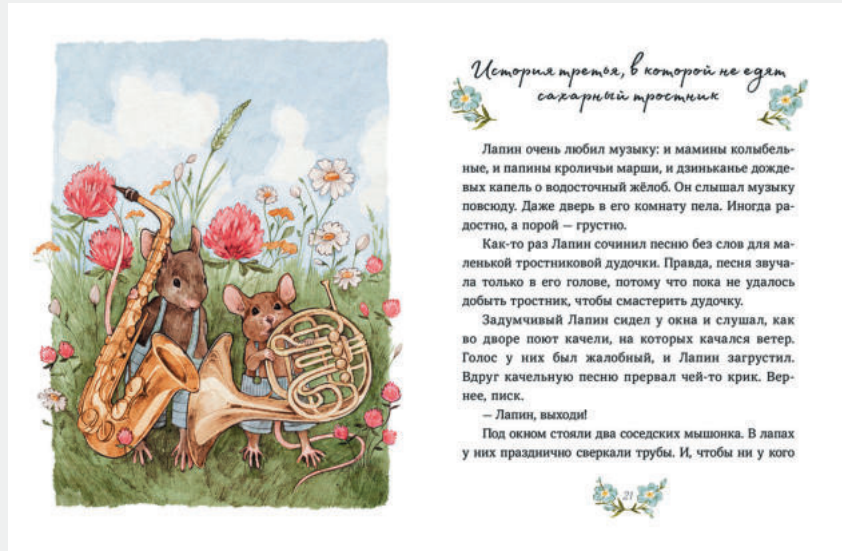 История третья, в которой не едят
сахарный тростник
Лапин очень любил музыку: и мамины колыбель-
ные, и папины кроличьи марши, и дзиньканье дожде-
вых капель о водосточный жёлоб. Он слышал музыку
повсюду. Даже дверь в его комнату пела. Иногда ра-
достно, а порой — грустно.
Как-то раз Лапин сочинил песню без слов для ма-
ленькой тростниковой дудочки. Правда, песня звуча-
ла только в его голове, потому что пока не удалось
добыть тростник, чтобы смастерить дудочку.
Задумчивый Лапин сидел у окна и слушал, как
во дворе поют качели, на которых качался ветер.
Голос у них был жалобный, и Лапин загрустил.
Вдруг качельную песню прервал чей-то крик. Вер-
нее, писк.
— Лапин, выходи!
Под окном стояли два соседских мышонка. В лапах
у них празднично сверкали трубы. И, чтобы ни у кого
21